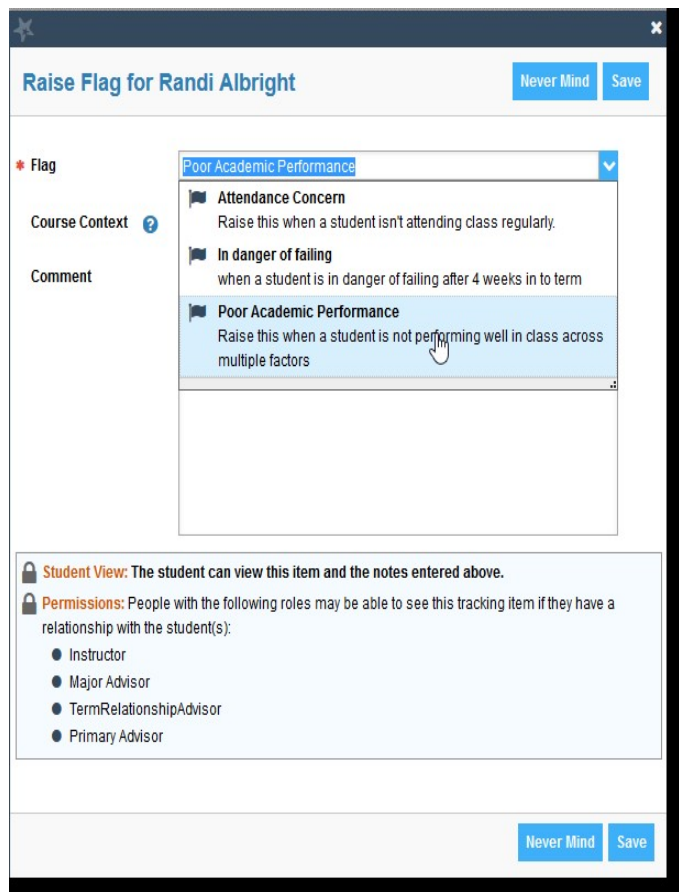 Raise Flag for Randi Albright
Never Mind
Save
* Flag
Poor Academic Performance
Attendance Concern
Raise this when a student isn't attending class regularly.
Course Context ?
In danger of failing
when a student is in danger of failing after 4 weeks in to term
Comment
Poor Academic Performance
Raise this when a student is not performing well in class across
multiple factors
Student View: The student can view this item and the notes entered above.
Permissions: People with the following roles may be able to see this tracking item if they have a
relationship with the student(s):
Instructor
Major Advisor
TermRelationshipAdvisor
Primary Advisor
Never Mind
Save